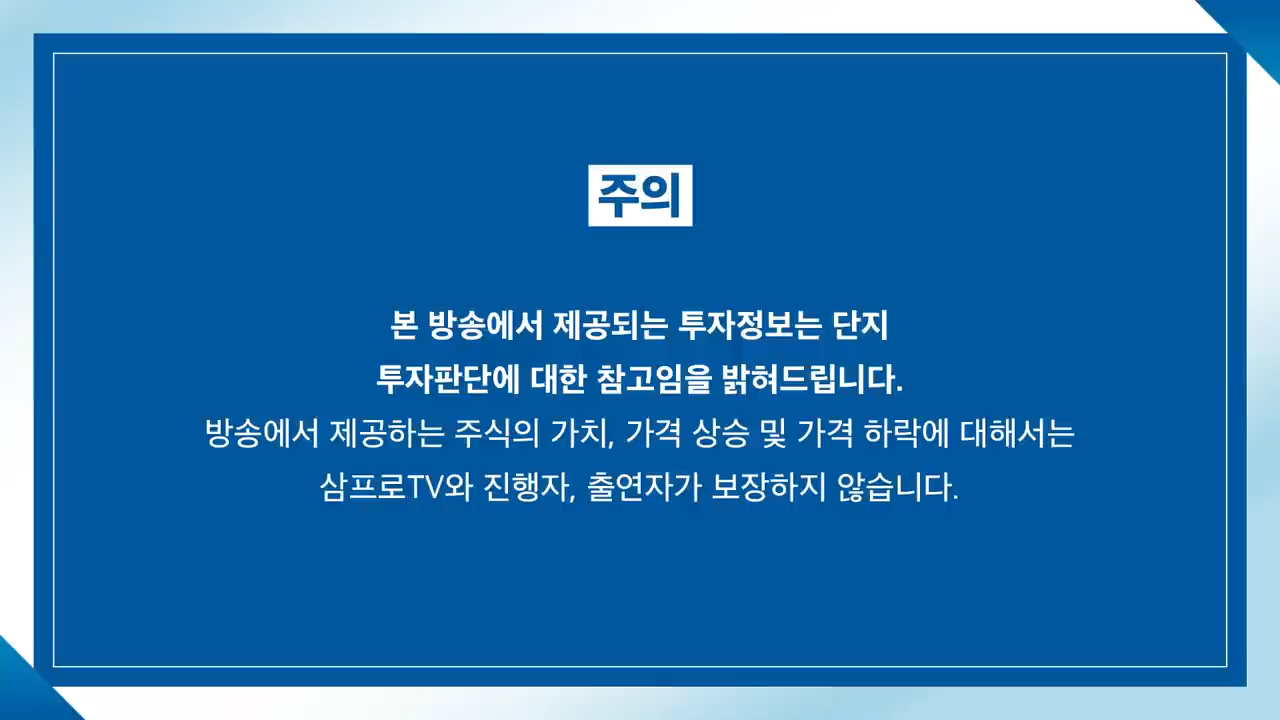 주의
본 방송에서 제공되는 투자정보는 단지
투자판단에 대한 참고임을 밝혀드립니다.
방송에서 제공하는 주식의 가치, 가격 상승 및 가격 하락에 대해서는
삼프로TV와 진행자, 출연자가 보장하지 않습니다.